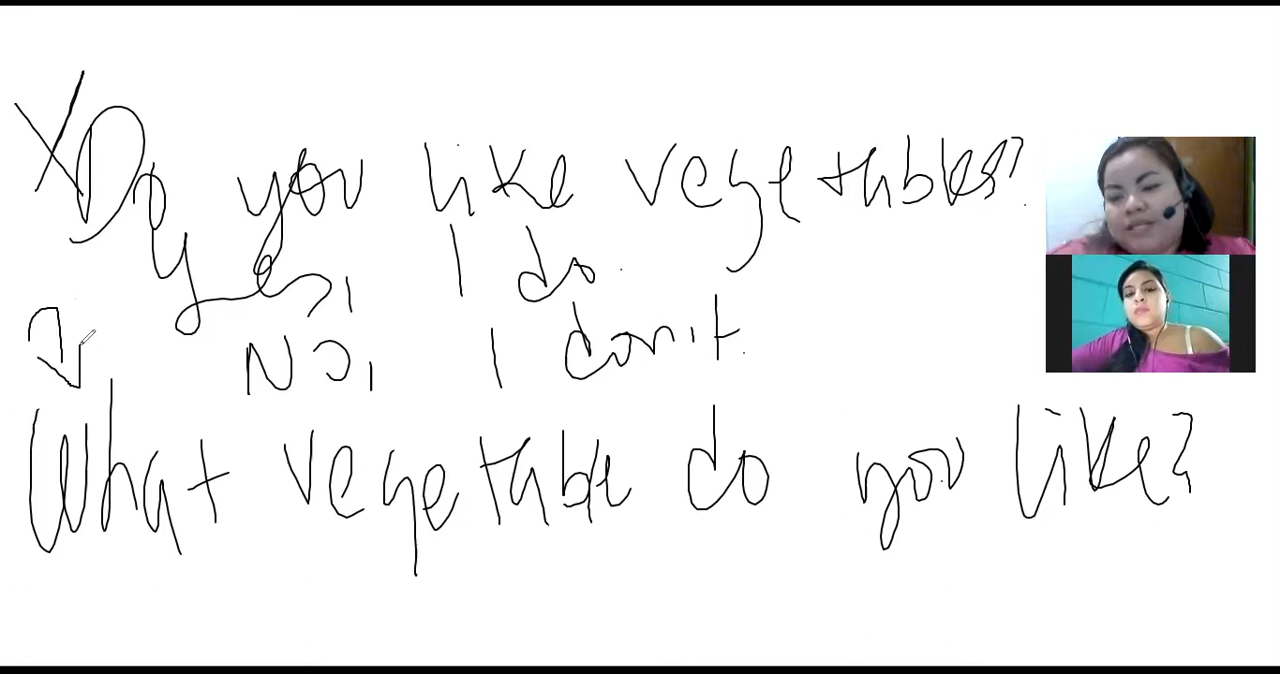 Do you like vegetables?
Yes, I do.
No, I don't.
What vegetable do you like?